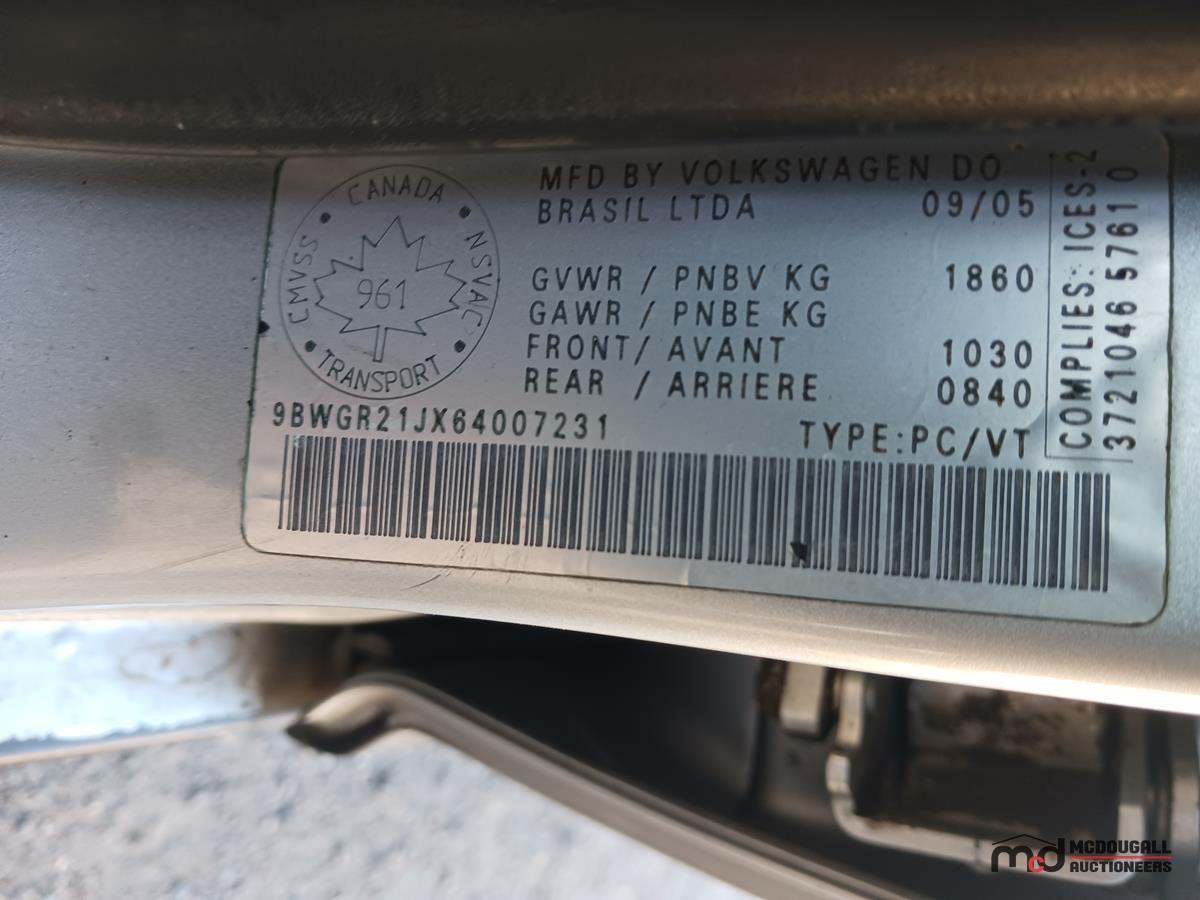 CANADA
CMVSS
961
NSVAC
TRANSPORT
MFD BY VOLKSWAGEN DO
BRASIL LTDA 09/05
GVWR / PNBV KG 1860
GAWR / PNBE KG
FRONT/ AVANT 1030
REAR / ARRIERE 0840
9BWGR21JX64007231 TYPE:PC/VT
COMPLIES: ICES-2
3721046 5761 0
mcd MCDOUGALL
AUCTIONEERS